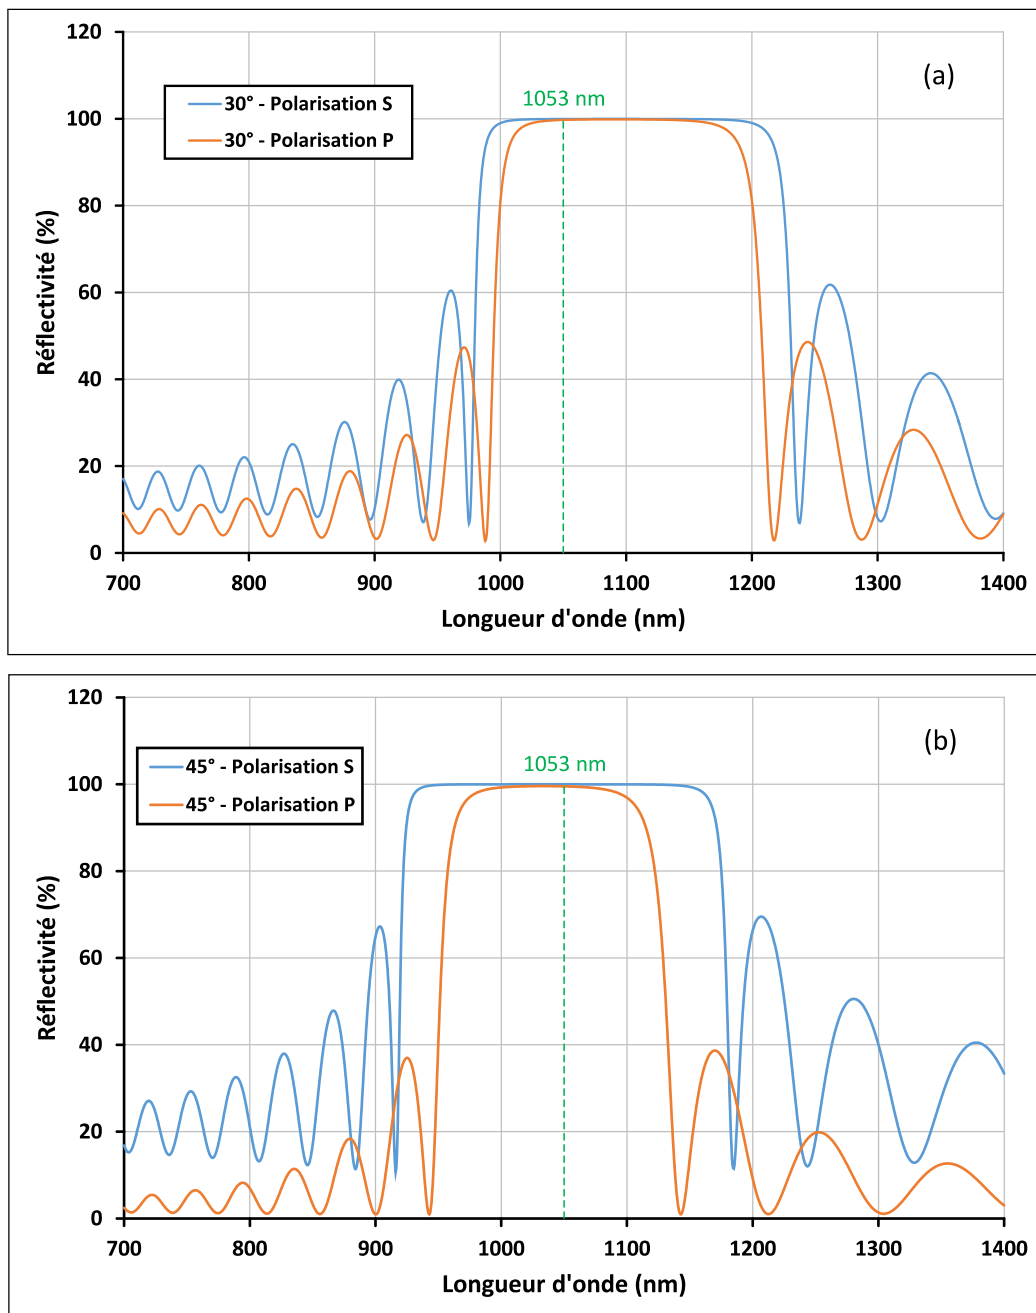 120
(a)
30° - Polarisation S
30° - Polarisation P
1053 nm
100
80
60
40
20
0
Réflectivité (%)
700 800 900 1000 1100 1200 1300 1400
Longueur d'onde (nm)
120
(b)
45° - Polarisation S
45° - Polarisation P
1053 nm
100
80
60
40
20
0
Réflectivité (%)
700 800 900 1000 1100 1200 1300 1400
Longueur d'onde (nm)